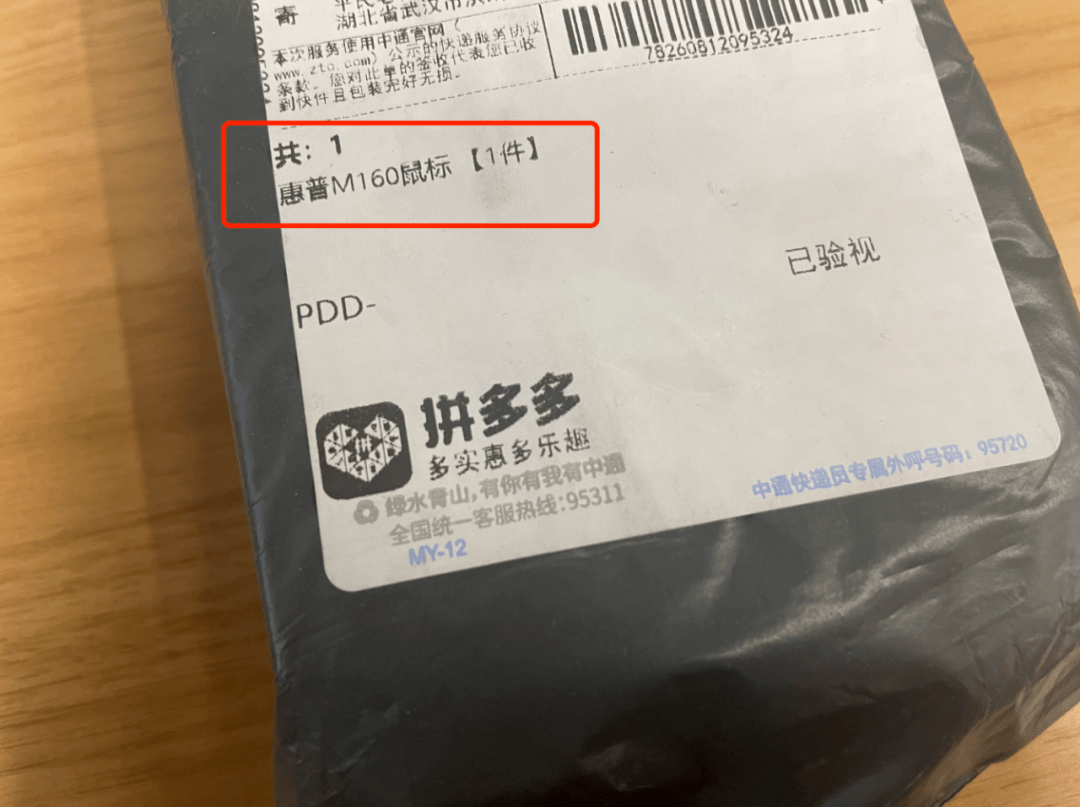 寄
湖北省武汉市洪
本次服务使用中通官网（
www.zto.com）公示的快递服务协议
条款。您对此单的签收代表您已收
到快件且包装完好无损。
78260812095324
共：1
惠普M160鼠标 【1件】
已验视
PDD-
拼多多
多实惠多乐趣
绿水青山,有你有我有中通
全国统一客服热线:95311
中通快递员专属外呼号码：95720
MY-12